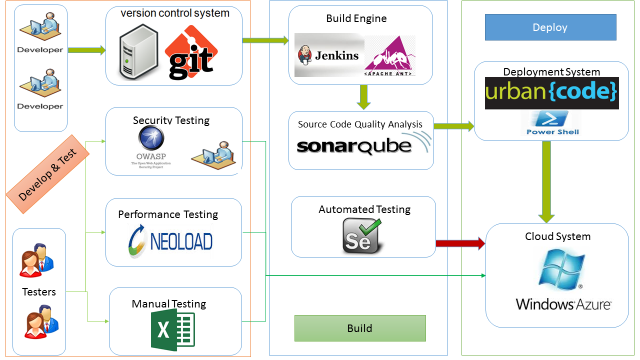 Developer
Developer
version control system
git
Develop & Test
Security Testing
OWASP
The Open Web Application
Security Project
Performance Testing
NEOLOAD
Testers
Manual Testing
X
Build Engine
Jenkins
<APACHE ANT>
Source Code Quality Analysis
sonarqube
Automated Testing
Se
Build
Deploy
Deployment System
urban{code}
Power Shell
Cloud System
Windows Azure™